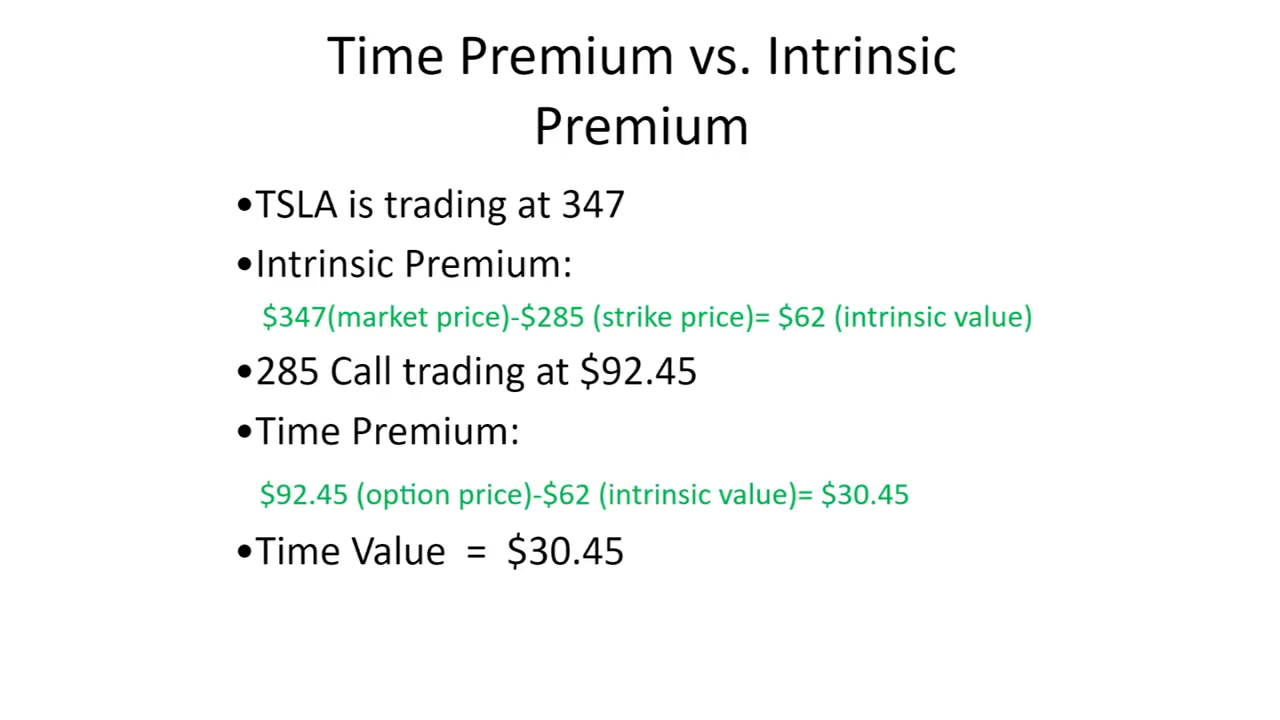 Time Premium vs. Intrinsic
Premium
•TSLA is trading at 347
•Intrinsic Premium:
$347(market price)-$285 (strike price)= $62 (intrinsic value)
•285 Call trading at $92.45
•Time Premium:
$92.45 (option price)-$62 (intrinsic value)= $30.45
•Time Value = $30.45